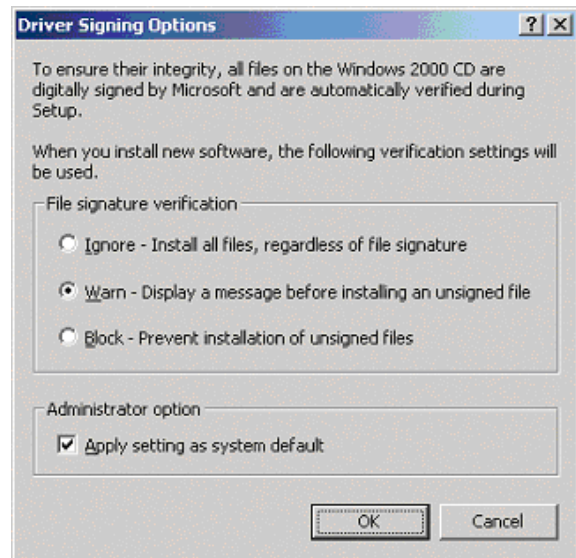 Driver Signing Options
To ensure their integrity, all files on the Windows 2000 CD are
digitally signed by Microsoft and are automatically verified during
Setup.
When you install new software, the following verification settings will
be used.
File signature verification
Ignore - Install all files, regardless of file signature
Warn - Display a message before installing an unsigned file
Block - Prevent installation of unsigned files
Administrator option
Apply setting as system default
OK Cancel